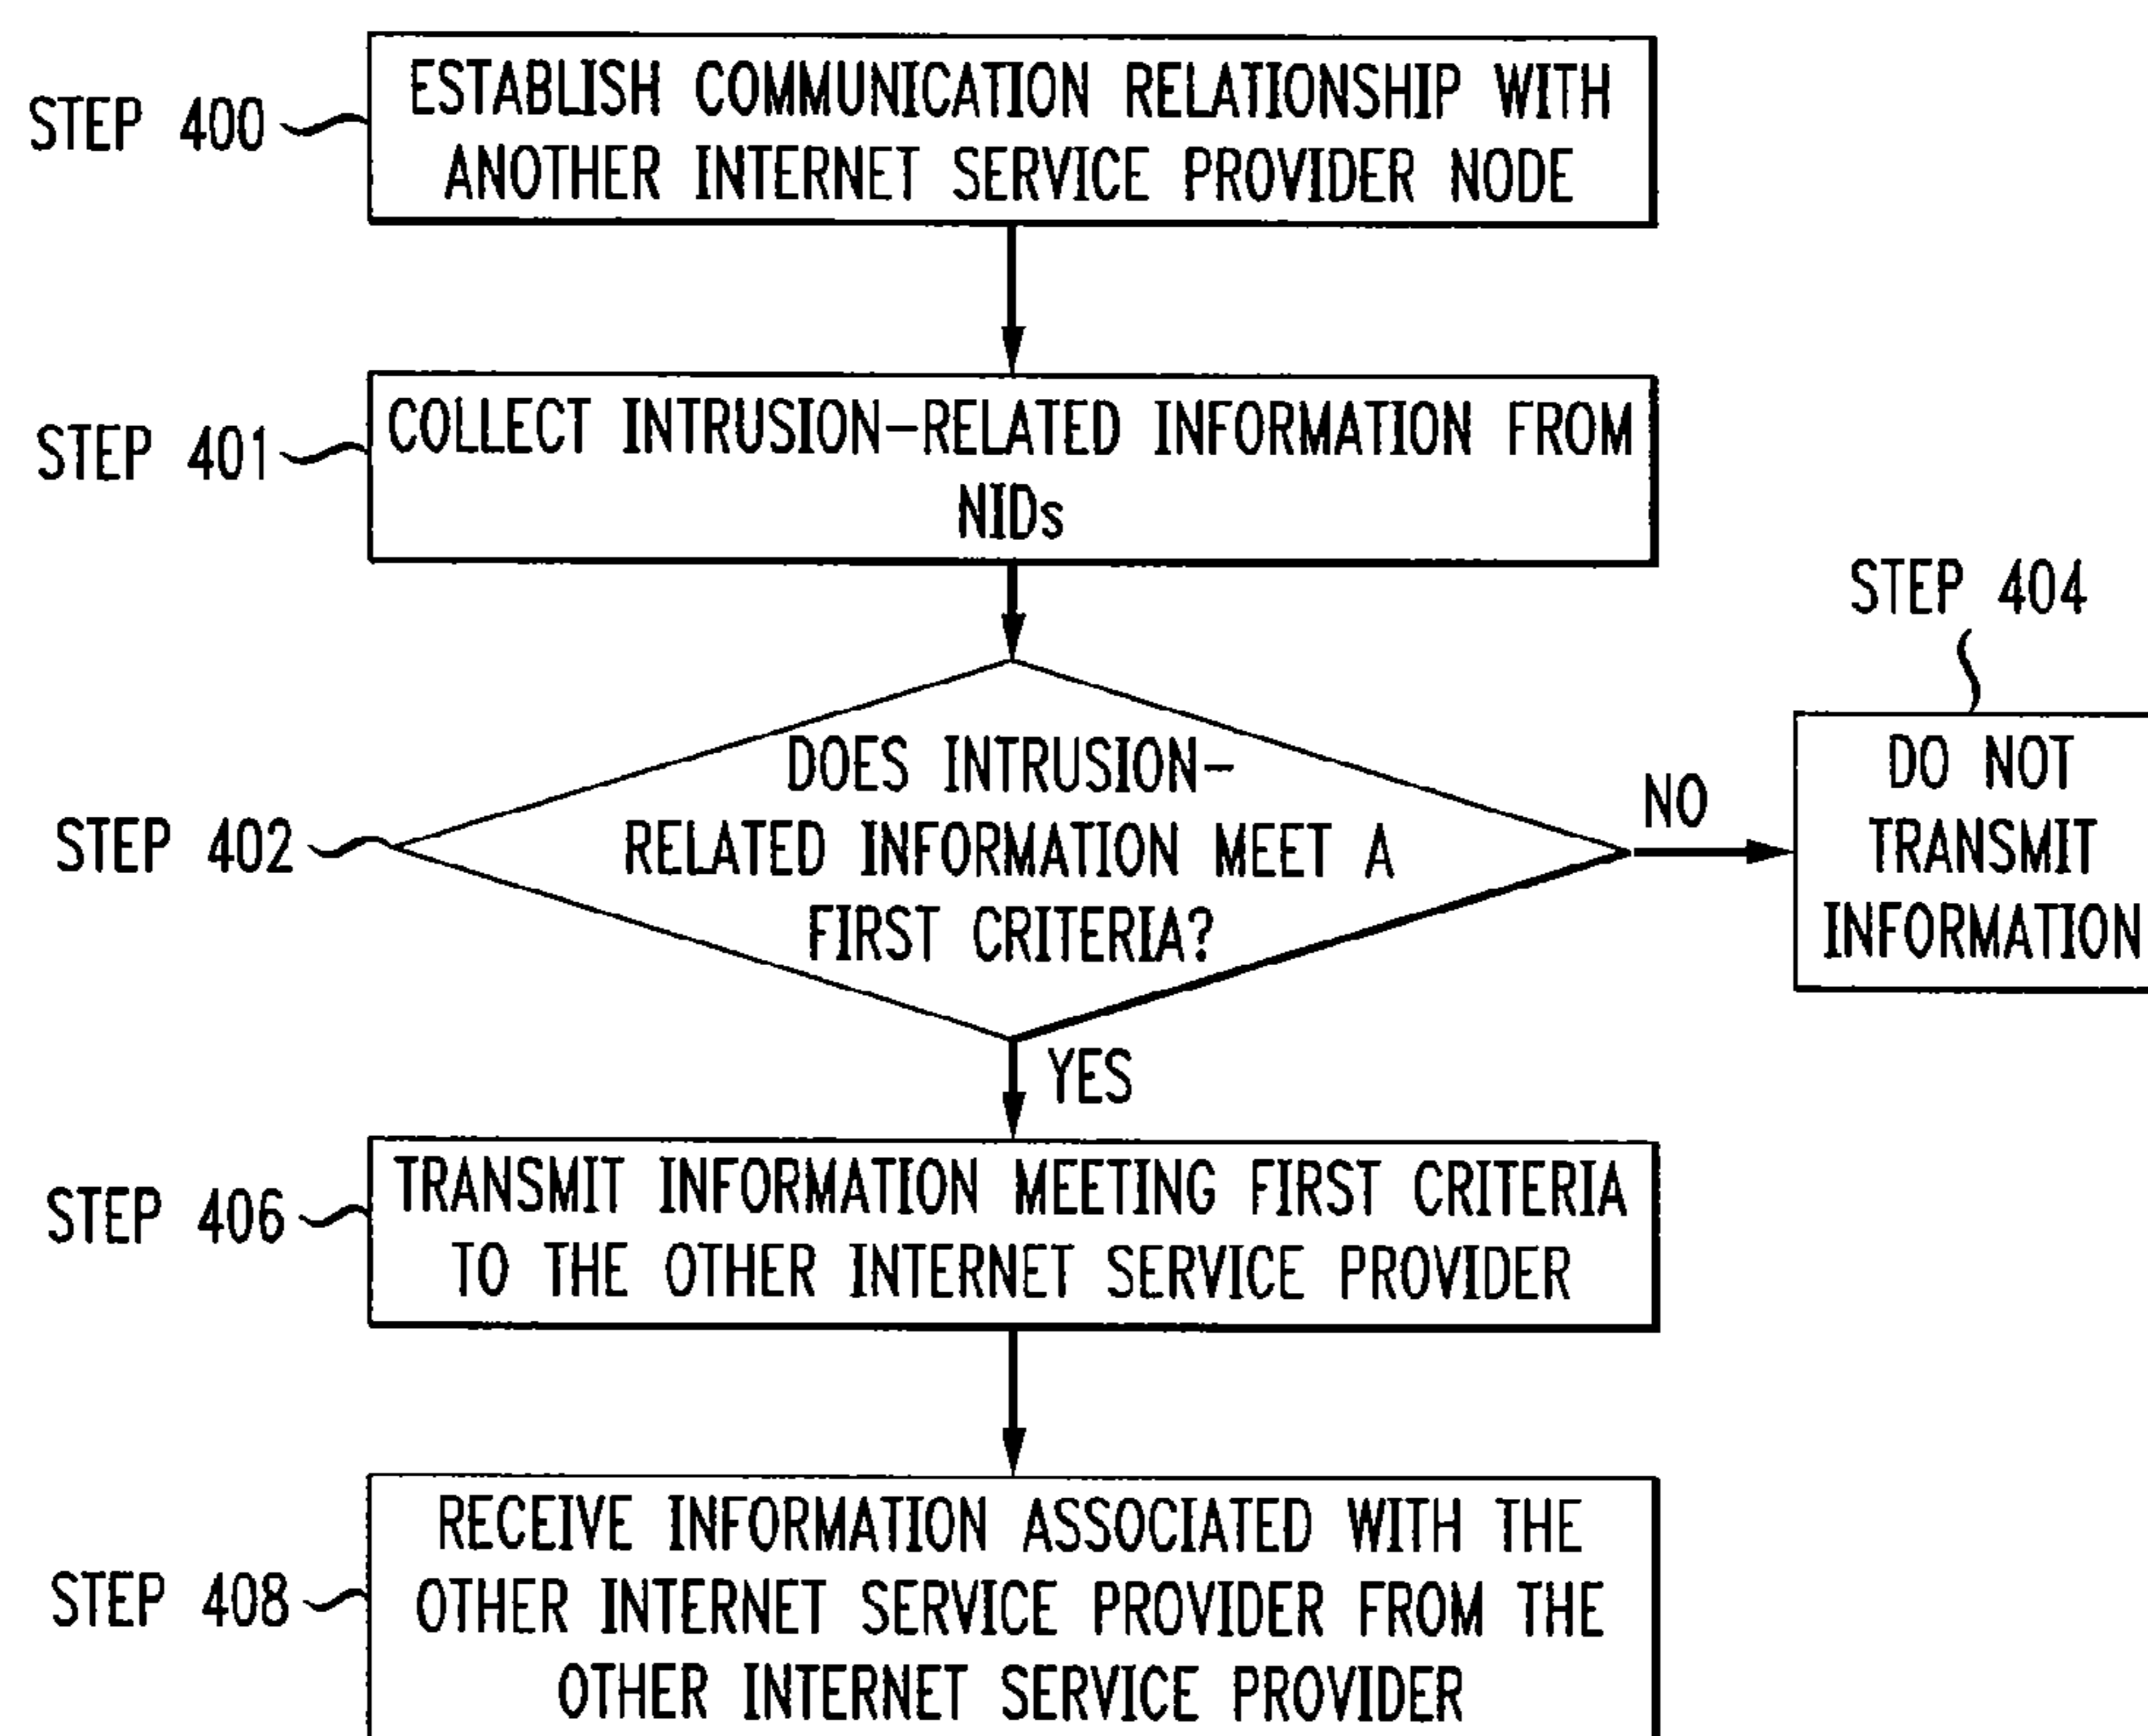 STEP 400
ESTABLISH COMMUNICATION RELATIONSHIP WITH
ANOTHER INTERNET SERVICE PROVIDER NODE
STEP 401
COLLECT INTRUSION-RELATED INFORMATION FROM
NIDs
STEP 402
DOES INTRUSION-
RELATED INFORMATION MEET A
FIRST CRITERIA?
NO
STEP 404
DO NOT
TRANSMIT
INFORMATION
YES
STEP 406
TRANSMIT INFORMATION MEETING FIRST CRITERIA
TO THE OTHER INTERNET SERVICE PROVIDER
STEP 408
RECEIVE INFORMATION ASSOCIATED WITH THE
OTHER INTERNET SERVICE PROVIDER FROM THE
OTHER INTERNET SERVICE PROVIDER